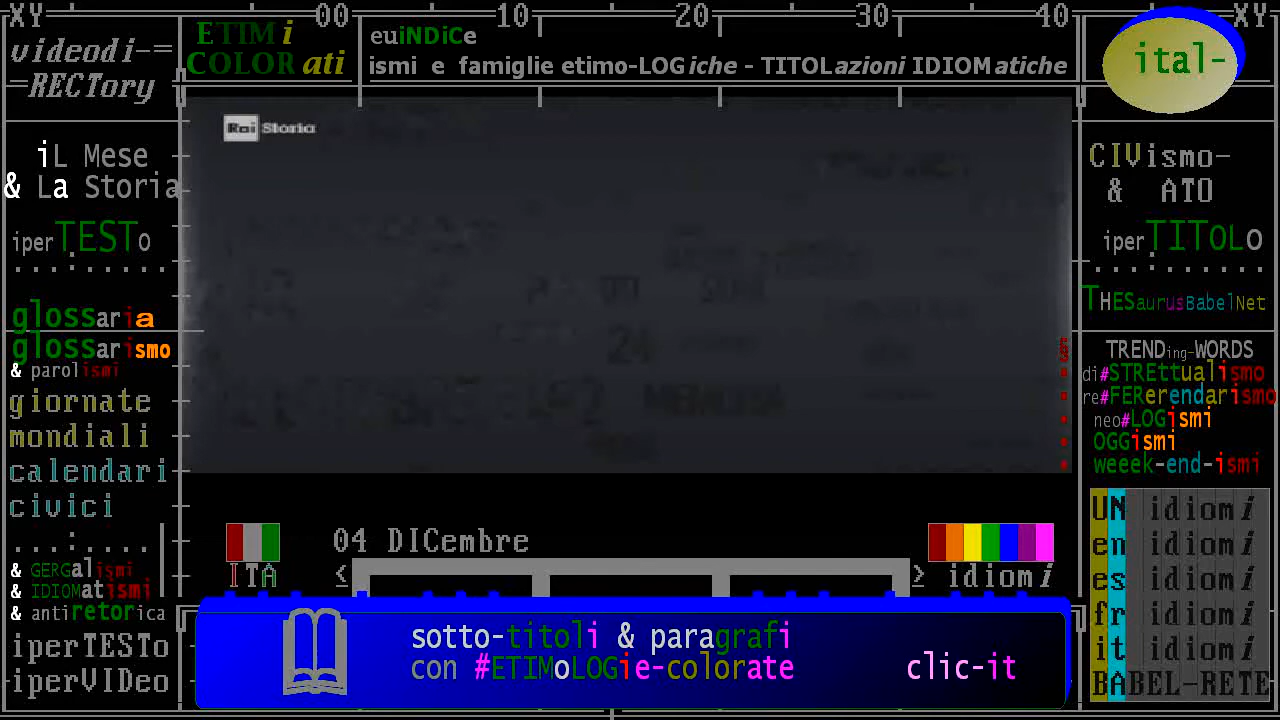 XY 00 10 20 30 40 XY
videodi-=
=RECTory
ETIMi
COLORati
euiNDiCe
ismi e famiglie etimo-LOGiche - TITOLazioni IDIOMatiche
ital-
Rai Storia
iL Mese
& La Storia
iperTESTo
...:....
glossaria
glossarismo
& parolismi
giornate
mondiali
calendari
civici
...:....
& GERGalismi
& IDIOMatismi
& antiretorica
iperTESTo
iperVIDeo
CIVismo-
& ATO
iperTITOLo
...:......
THESaurusBabelNet
TRENDing-WORDS
di#STREttualismo
re#FERerendarismo
neo#LOGismi
OGGismi
weeek-end-ismi
UN idiomi
en idiomi
es idiomi
fr idiomi
it idiomi
BABEL-RETE
04 DICembre
ITA < > idiomi
sotto-titoli & paragrafi
con #ETIMoLOGie-colorate clic-it